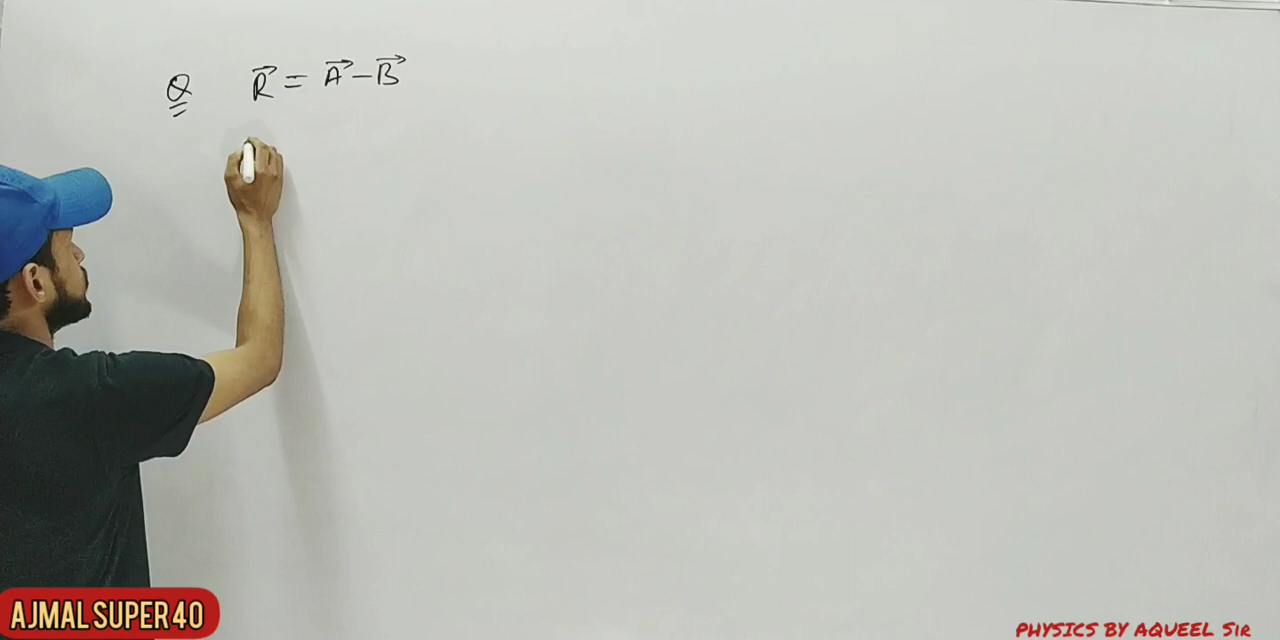 Q R⃗ = A⃗ – B⃗
AJMAL SUPER 40
PHYSICS BY AQUEEL SIR